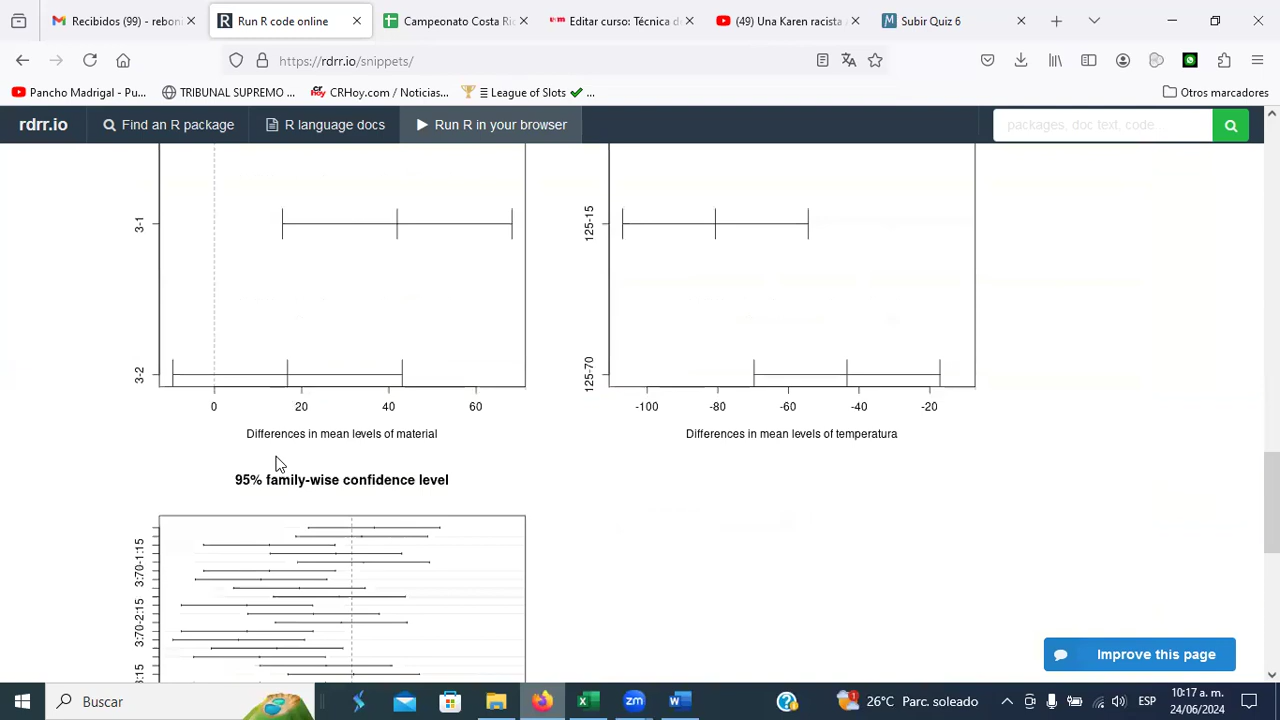 Recibidos (99) - rebon
Run R code online
Campeonato Costa Ri
Editar curso: Técnica d
(49) Una Karen racista
Subir Quiz 6
https://rdrr.io/snippets/
Pancho Madrigal - Pu...
TRIBUNAL SUPREMO ...
CRHoy.com / Noticias...
☰ League of Slots ✔ ...
Otros marcadores
rdrr.io
Find an R package
R language docs
Run R in your browser
packages, doc text, code...
3-1
3-2
0 20 40 60
Differences in mean levels of material
125-15
125-70
-100 -80 -60 -40 -20
Differences in mean levels of temperatura
95% family-wise confidence level
3:70-1:15
3:70-2:15
Improve this page
Buscar
26°C Parc. soleado
ESP
10:17 a. m.
24/06/2024